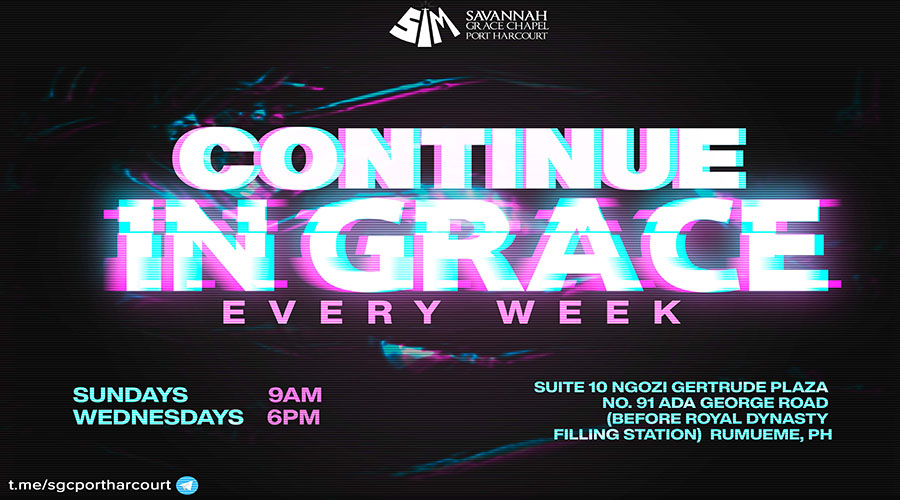 SIM
SAVANNAH
GRACE CHAPEL
PORT HARCOURT
CONTINUE
IN GRACE
EVERY WEEK
SUNDAYS 9AM
WEDNESDAYS 6PM
SUITE 10 NGOZI GERTRUDE PLAZA
NO. 91 ADA GEORGE ROAD
(BEFORE ROYAL DYNASTY
FILLING STATION) RUMUEME, PH
t.me/sgcportharcourt